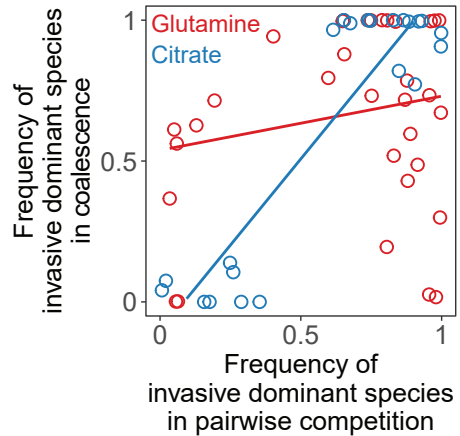 Glutamine
Citrate
Frequency of
invasive dominant species
in coalescence
1
0.5
0
0
0.5
1
Frequency of
invasive dominant species
in pairwise competition